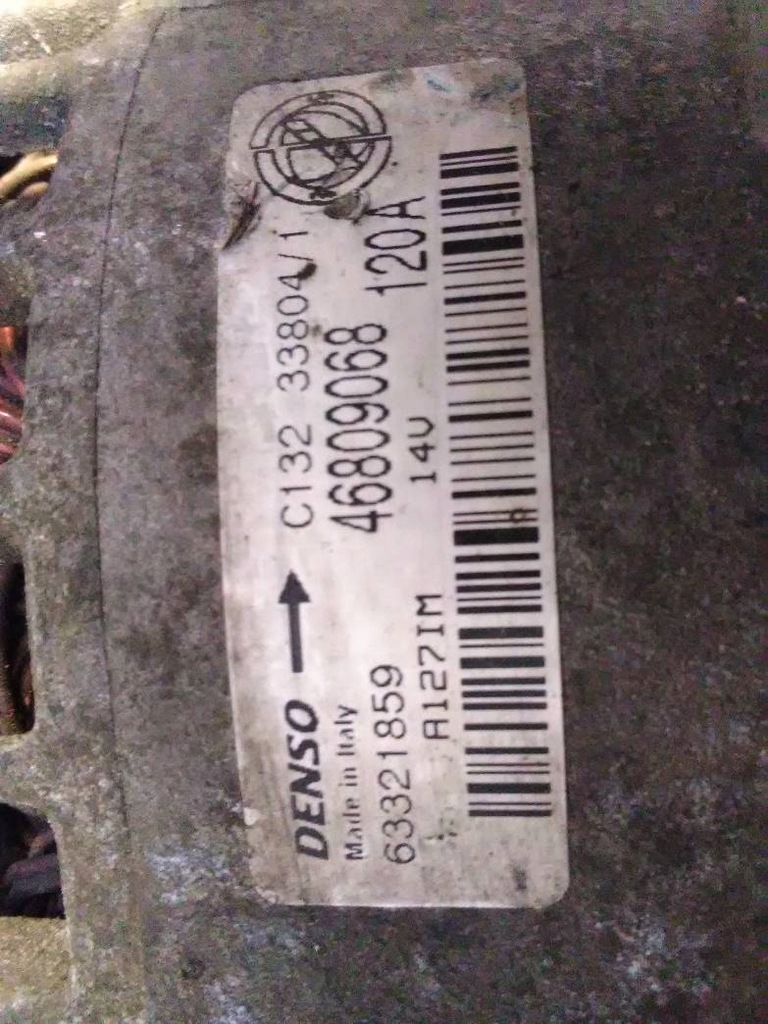 DENSO
C132 33804/1
Made in Italy
46809068
63321859
120A
A127IM
14V